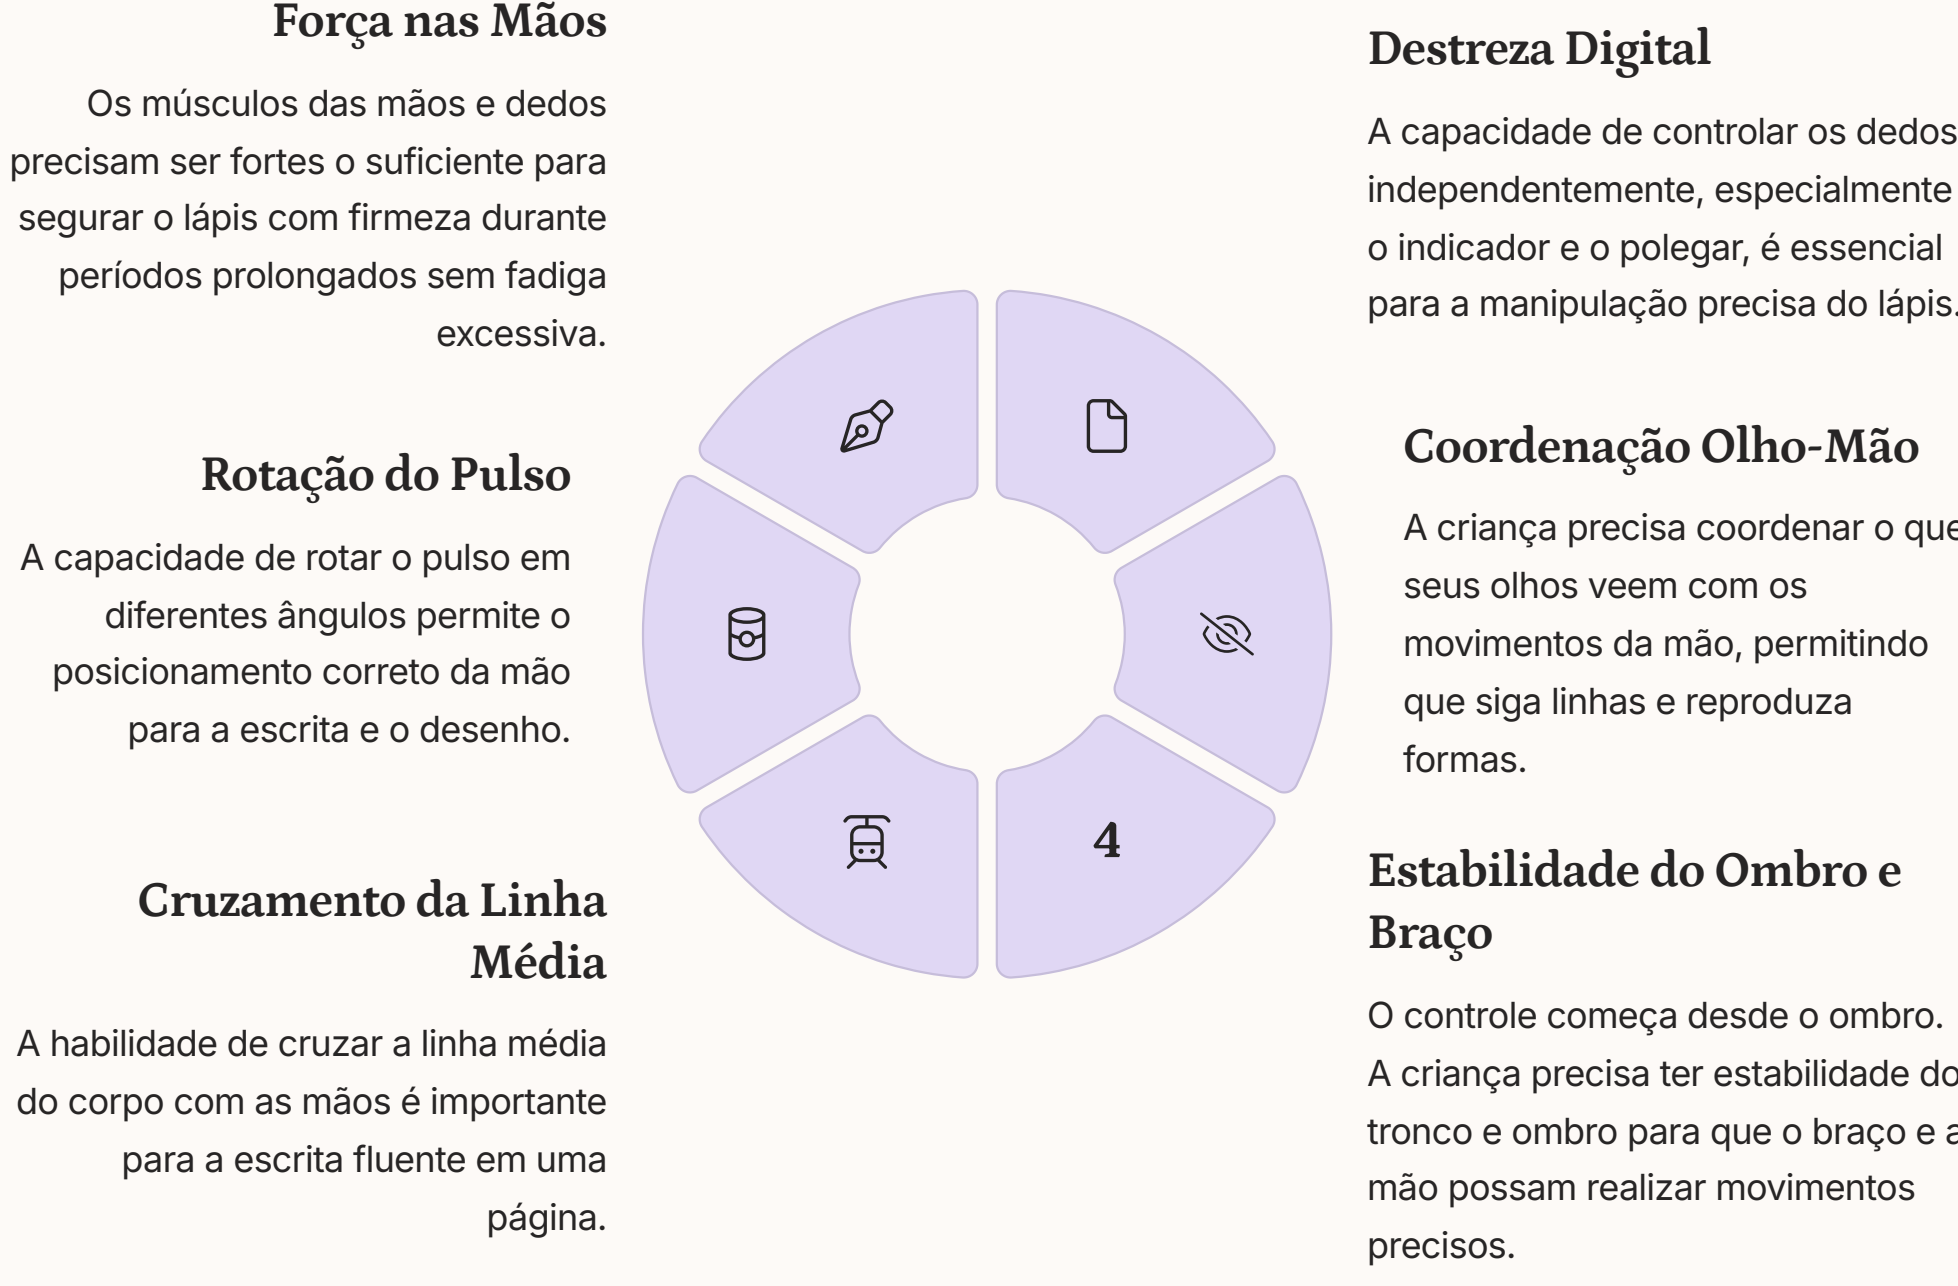 Força nas Mãos
Os músculos das mãos e dedos
precisam ser fortes o suficiente para
segurar o lápis com firmeza durante
períodos prolongados sem fadiga
excessiva.
Destreza Digital
A capacidade de controlar os dedos
independentemente, especialmente
o indicador e o polegar, é essencial
para a manipulação precisa do lápis.
Rotação do Pulso
A capacidade de rotar o pulso em
diferentes ângulos permite o
posicionamento correto da mão
para a escrita e o desenho.
Coordenação Olho-Mão
A criança precisa coordenar o que
seus olhos veem com os
movimentos da mão, permitindo
que siga linhas e reproduza
formas.
Cruzamento da Linha
Média
A habilidade de cruzar a linha média
do corpo com as mãos é importante
para a escrita fluente em uma
página.
4
Estabilidade do Ombro e
Braço
O controle começa desde o ombro.
A criança precisa ter estabilidade do
tronco e ombro para que o braço e a
mão possam realizar movimentos
precisos.